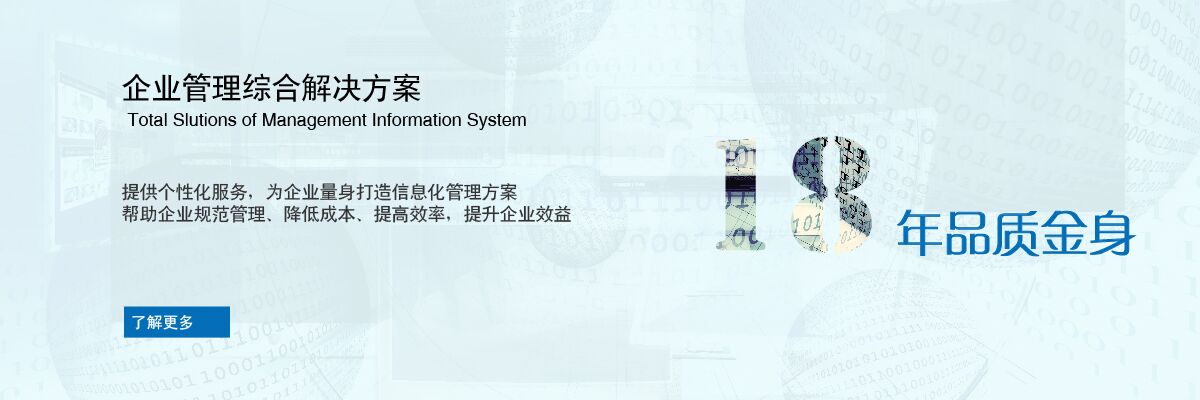 企业管理综合解决方案
Total Slutions of Management Information System
提供个性化服务，为企业量身打造信息化管理方案
帮助企业规范管理、降低成本、提高效率，提升企业效益
18年品质金身
了解更多